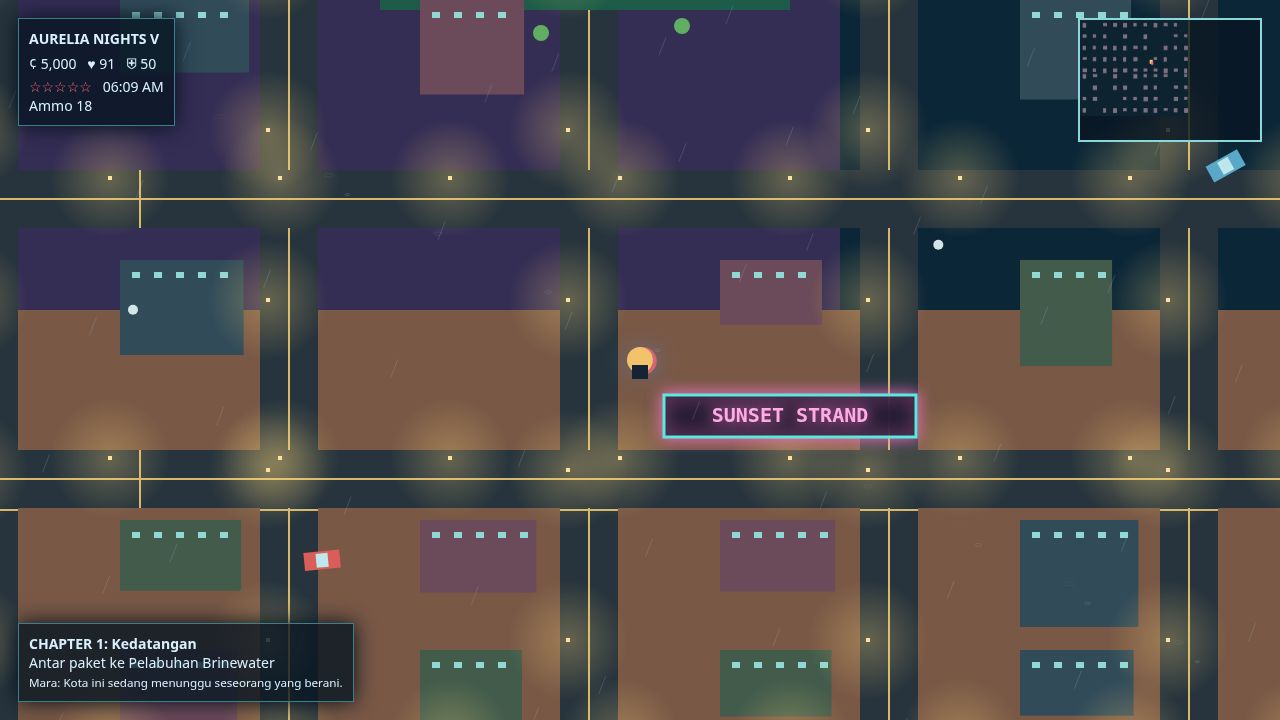 AURELIA NIGHTS V
¢ 5,000 ♥ 91 ⛨ 50
☆☆☆☆☆ 06:09 AM
Ammo 18
SUNSET STRAND
CHAPTER 1: Kedatangan
Antar paket ke Pelabuhan Brinewater
Mara: Kota ini sedang menunggu seseorang yang berani.